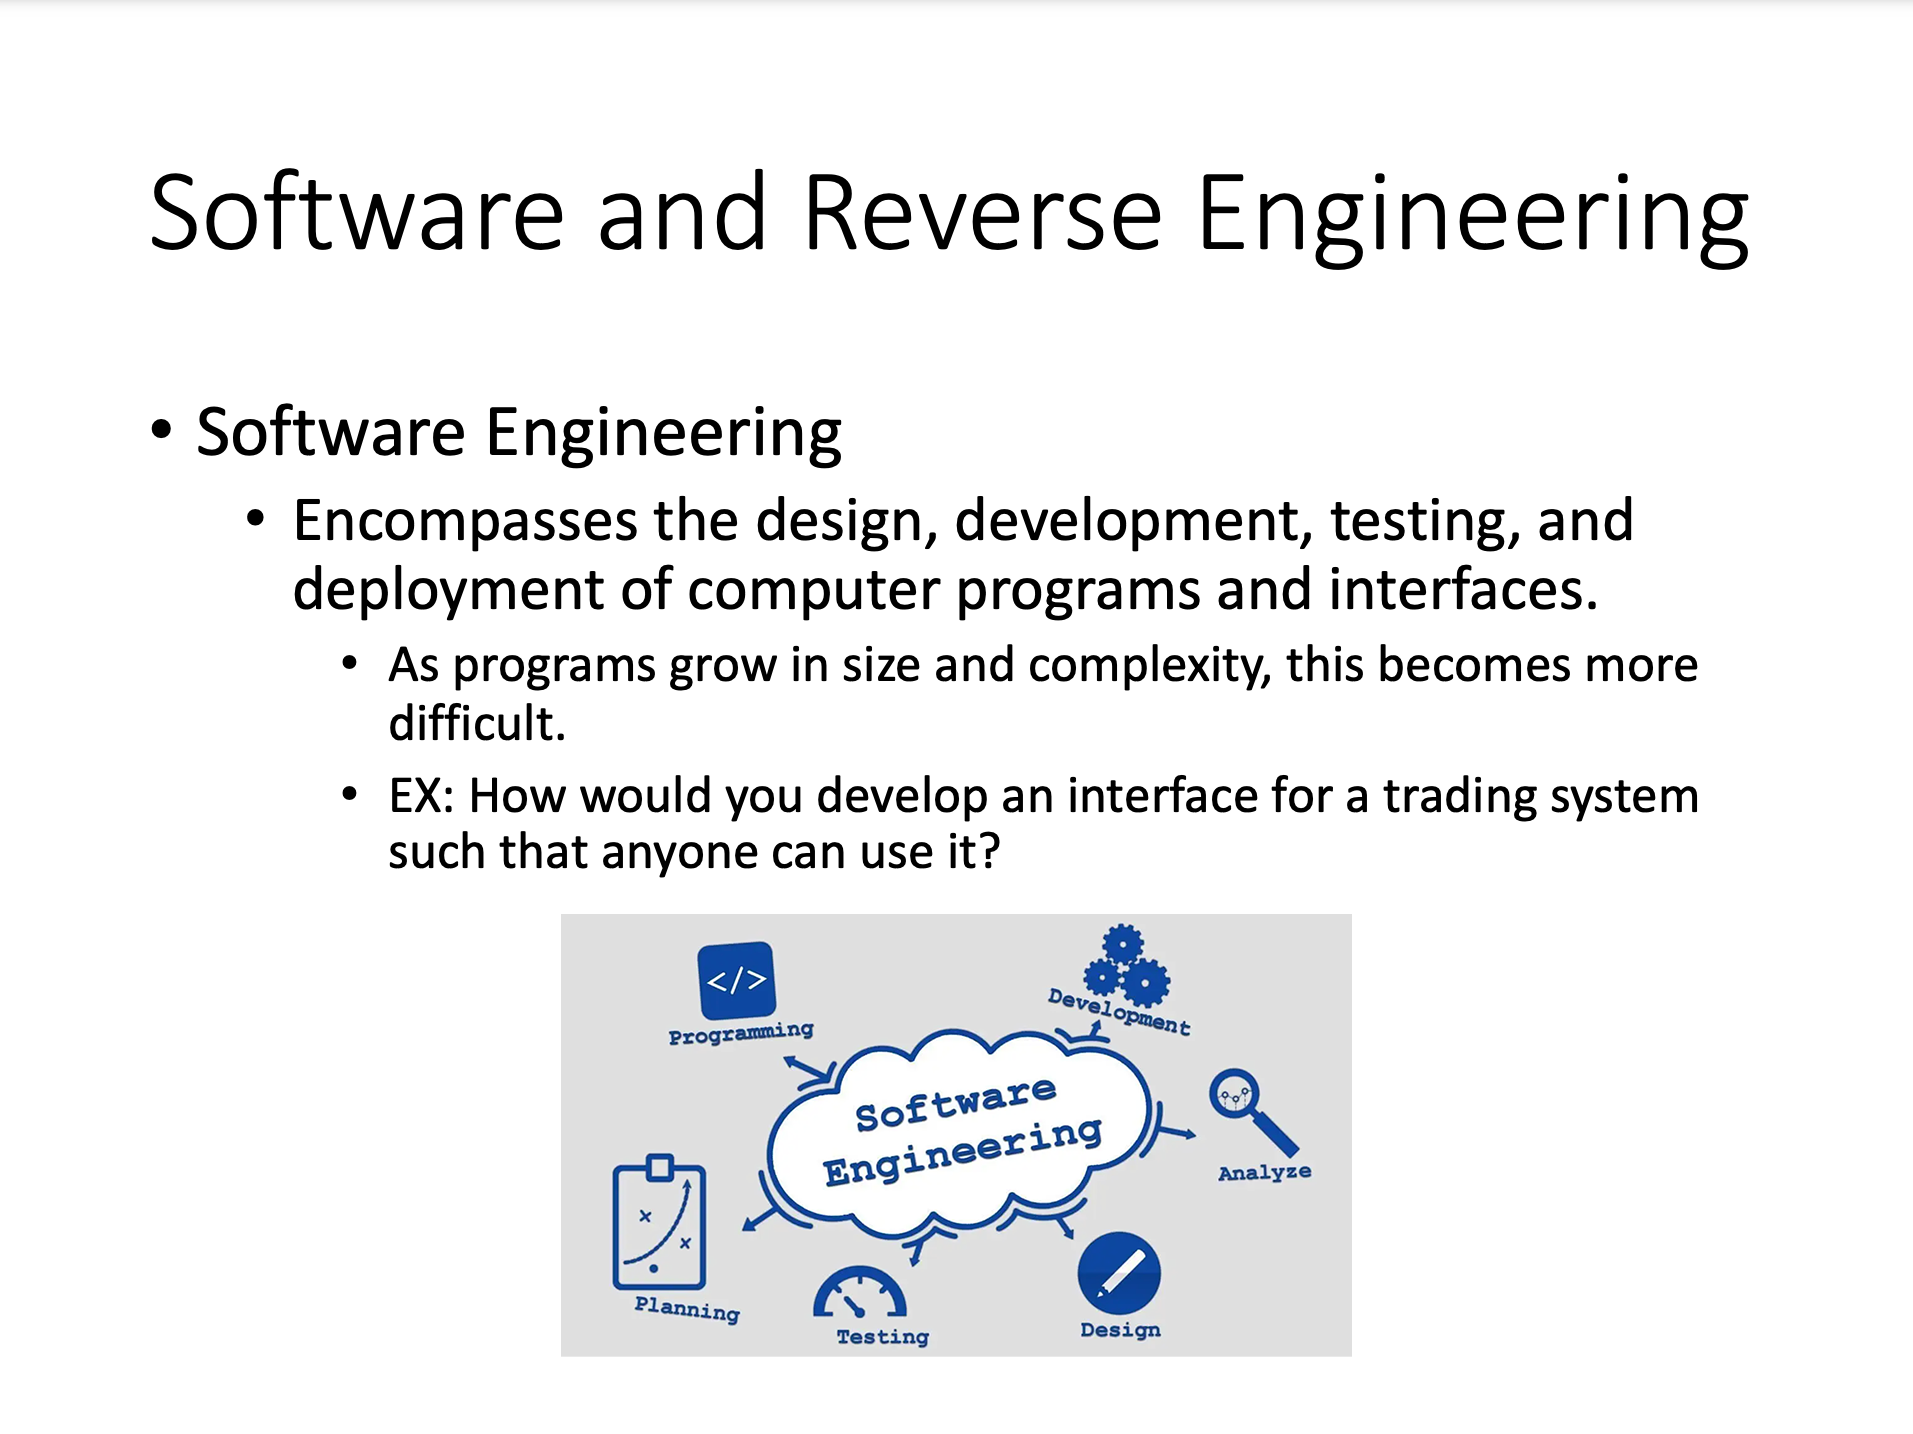 Software and Reverse Engineering
• Software Engineering
• Encompasses the design, development, testing, and
deployment of computer programs and interfaces.
• As programs grow in size and complexity, this becomes more
difficult.
• EX: How would you develop an interface for a trading system
such that anyone can use it?
</>
Programming
Development
Software
Engineering
Analyze
Planning
Testing
Design